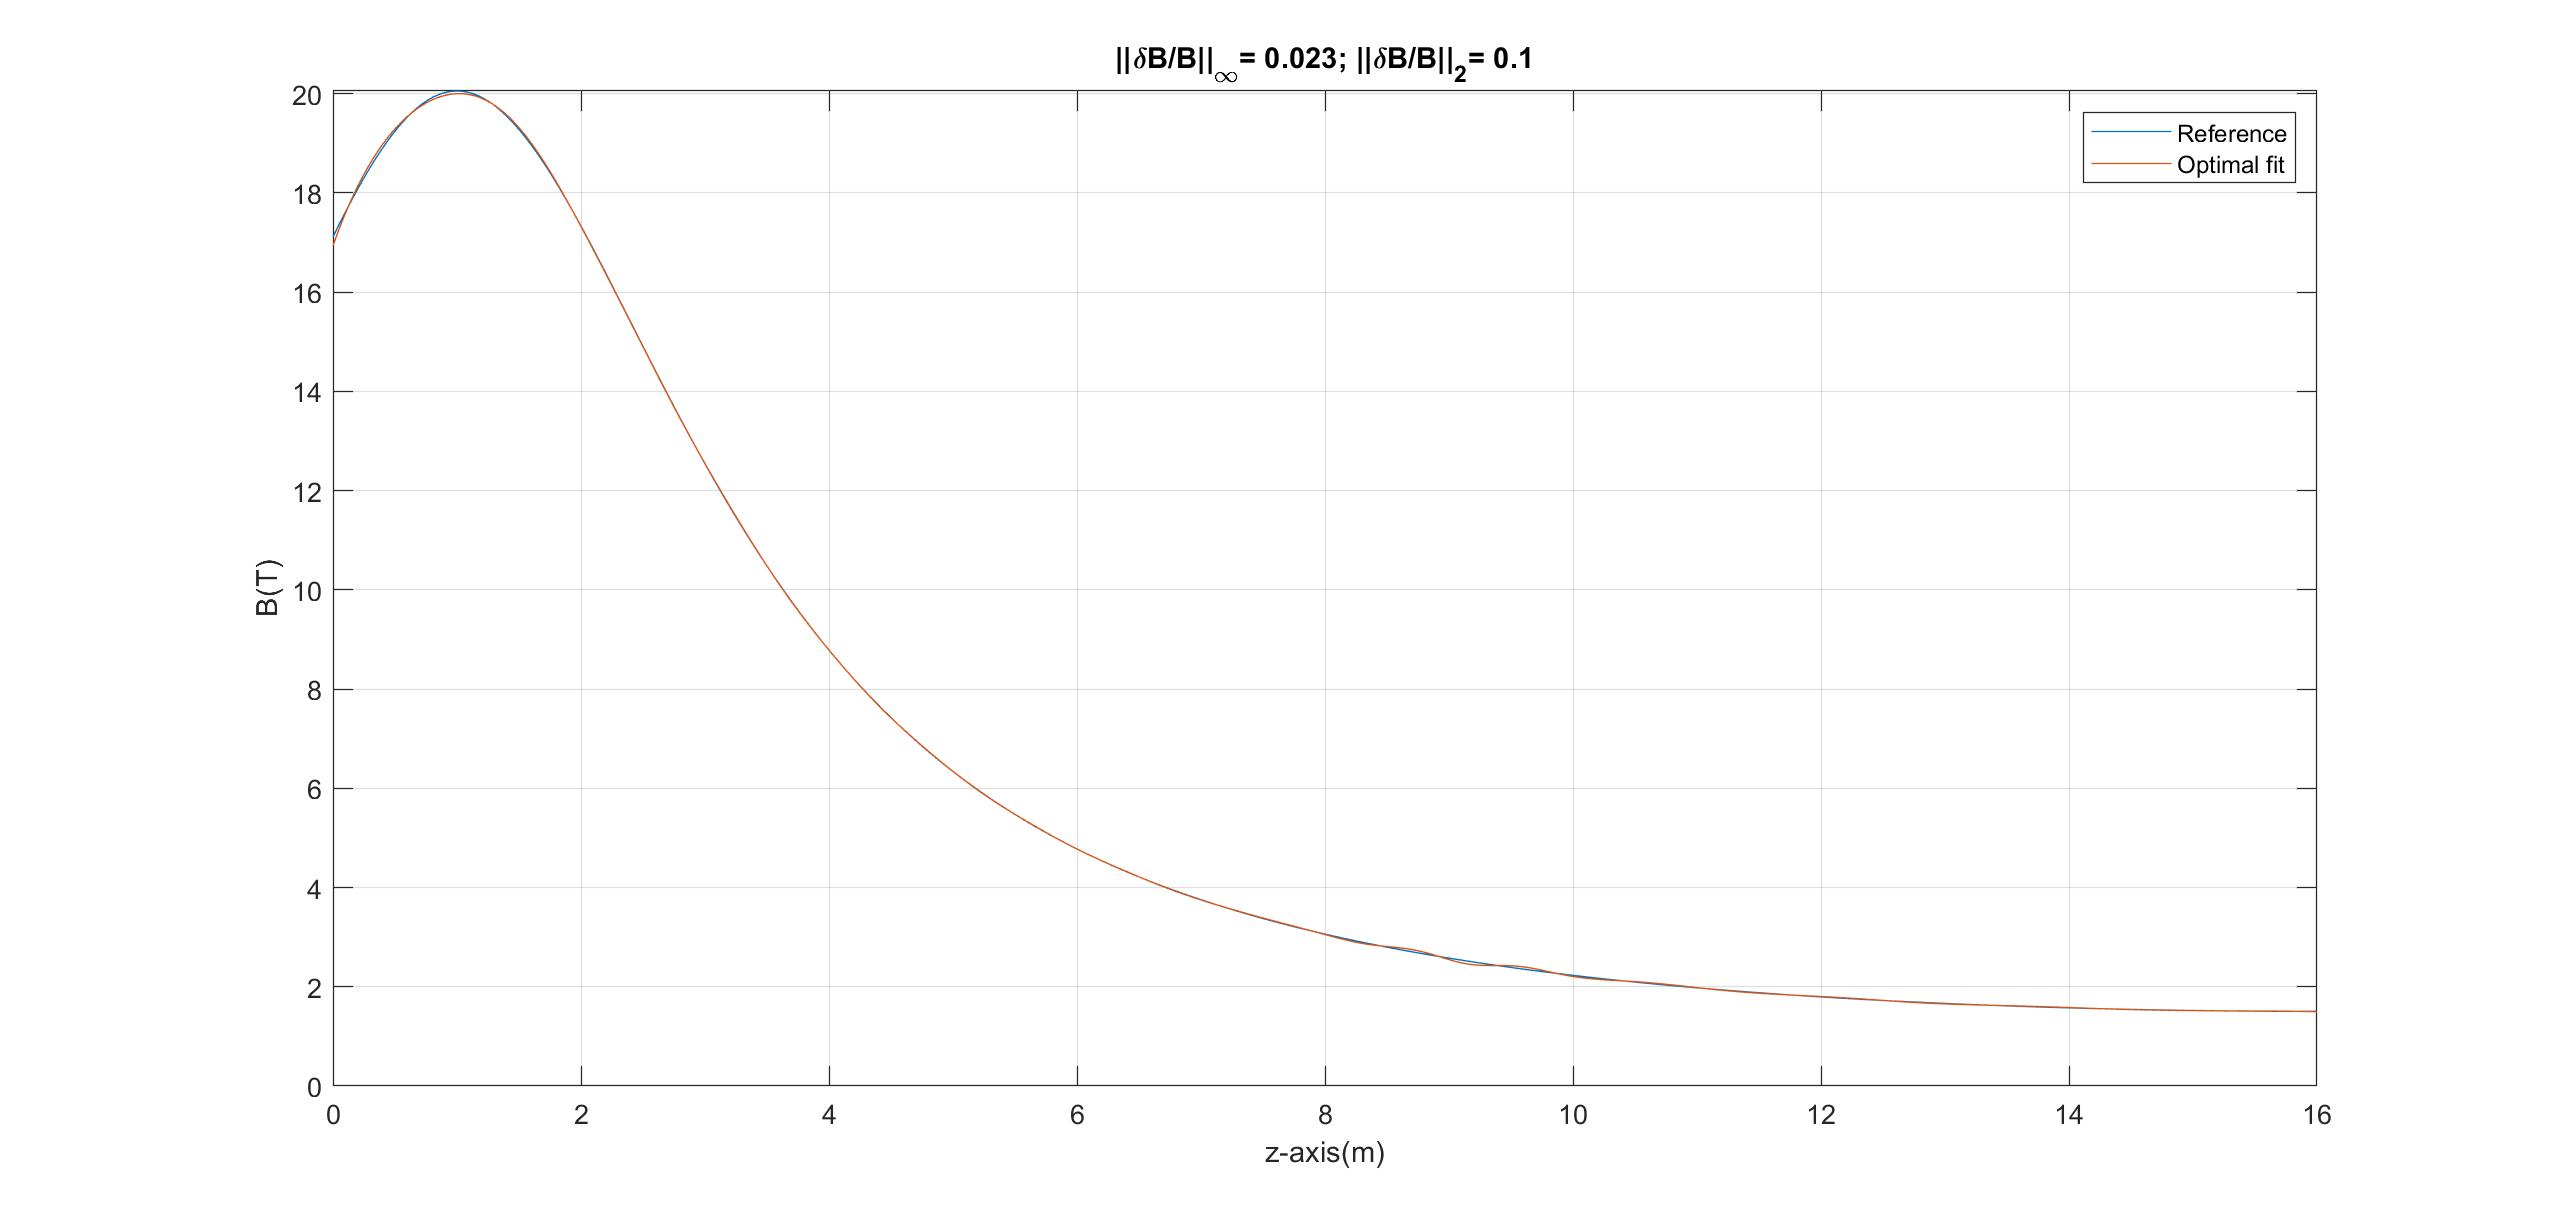 ||δB/B||∞= 0.023; ||δB/B||2= 0.1
20
18
16
14
12
10
8
6
4
2
0
B(T)
Reference
Optimal fit
0 2 4 6 8 10 12 14 16
z-axis(m)